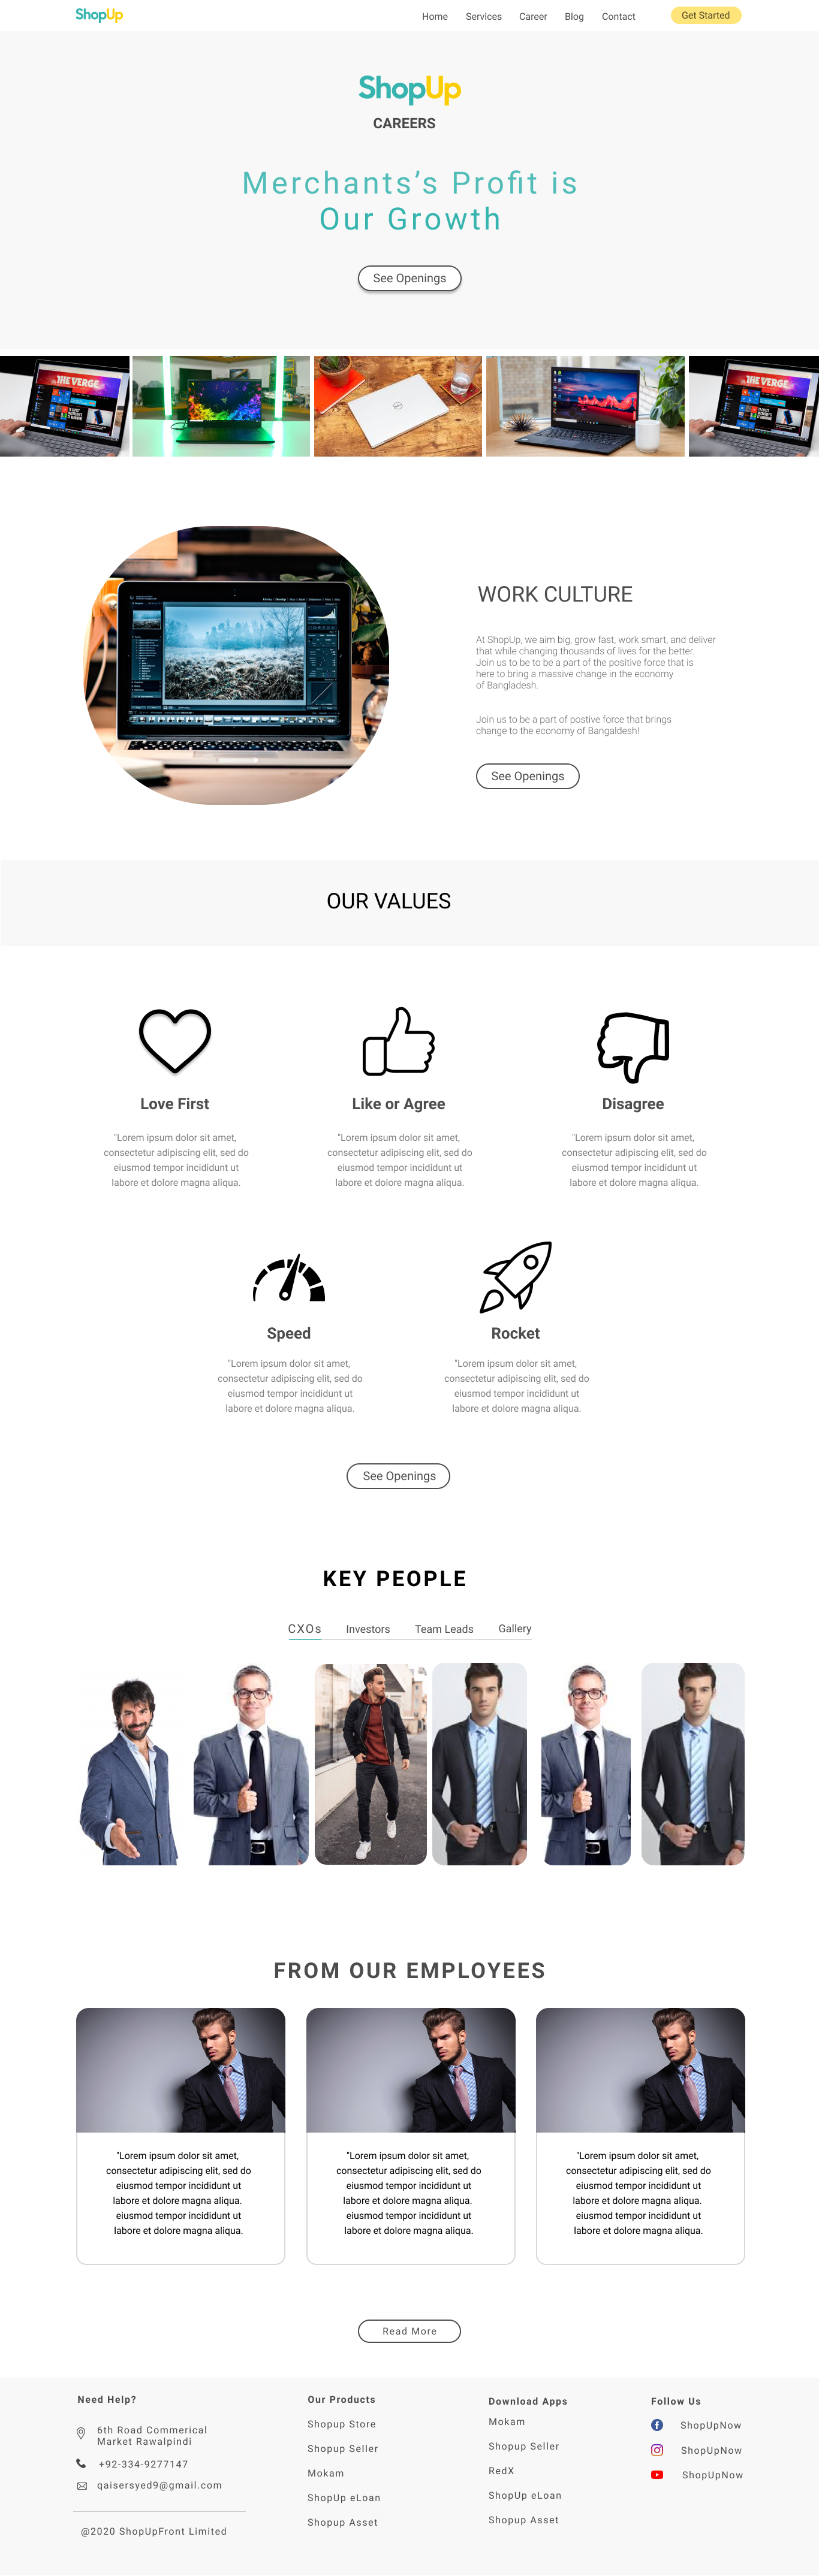 ShopUp
Home Services Career Blog Contact Get Started
ShopUp
CAREERS
Merchants’s Profit is
Our Growth
See Openings
THE VERGE
THE VERGE
WORK CULTURE
At ShopUp, we aim big, grow fast, work smart, and deliver
that while changing thousands of lives for the better.
Join us to be to be a part of the positive force that is
here to bring a massive change in the economy
of Bangladesh.
Join us to be a part of postive force that brings
change to the economy of Bangaldesh!
See Openings
OUR VALUES
Love First
"Lorem ipsum dolor sit amet,
consectetur adipiscing elit, sed do
eiusmod tempor incididunt ut
labore et dolore magna aliqua.
Like or Agree
"Lorem ipsum dolor sit amet,
consectetur adipiscing elit, sed do
eiusmod tempor incididunt ut
labore et dolore magna aliqua.
Disagree
"Lorem ipsum dolor sit amet,
consectetur adipiscing elit, sed do
eiusmod tempor incididunt ut
labore et dolore magna aliqua.
Speed
"Lorem ipsum dolor sit amet,
consectetur adipiscing elit, sed do
eiusmod tempor incididunt ut
labore et dolore magna aliqua.
Rocket
"Lorem ipsum dolor sit amet,
consectetur adipiscing elit, sed do
eiusmod tempor incididunt ut
labore et dolore magna aliqua.
See Openings
KEY PEOPLE
CXOs Investors Team Leads Gallery
FROM OUR EMPLOYEES
"Lorem ipsum dolor sit amet,
consectetur adipiscing elit, sed do
eiusmod tempor incididunt ut
labore et dolore magna aliqua.
eiusmod tempor incididunt ut
labore et dolore magna aliqua.
"Lorem ipsum dolor sit amet,
consectetur adipiscing elit, sed do
eiusmod tempor incididunt ut
labore et dolore magna aliqua.
eiusmod tempor incididunt ut
labore et dolore magna aliqua.
"Lorem ipsum dolor sit amet,
consectetur adipiscing elit, sed do
eiusmod tempor incididunt ut
labore et dolore magna aliqua.
eiusmod tempor incididunt ut
labore et dolore magna aliqua.
Read More
Need Help?
6th Road Commerical
Market Rawalpindi
+92-334-9277147
qaisersyed9@gmail.com
@2020 ShopUpFront Limited
Our Products
Shopup Store
Shopup Seller
Mokam
ShopUp eLoan
Shopup Asset
Download Apps
Mokam
Shopup Seller
RedX
ShopUp eLoan
Shopup Asset
Follow Us
ShopUpNow
ShopUpNow
ShopUpNow